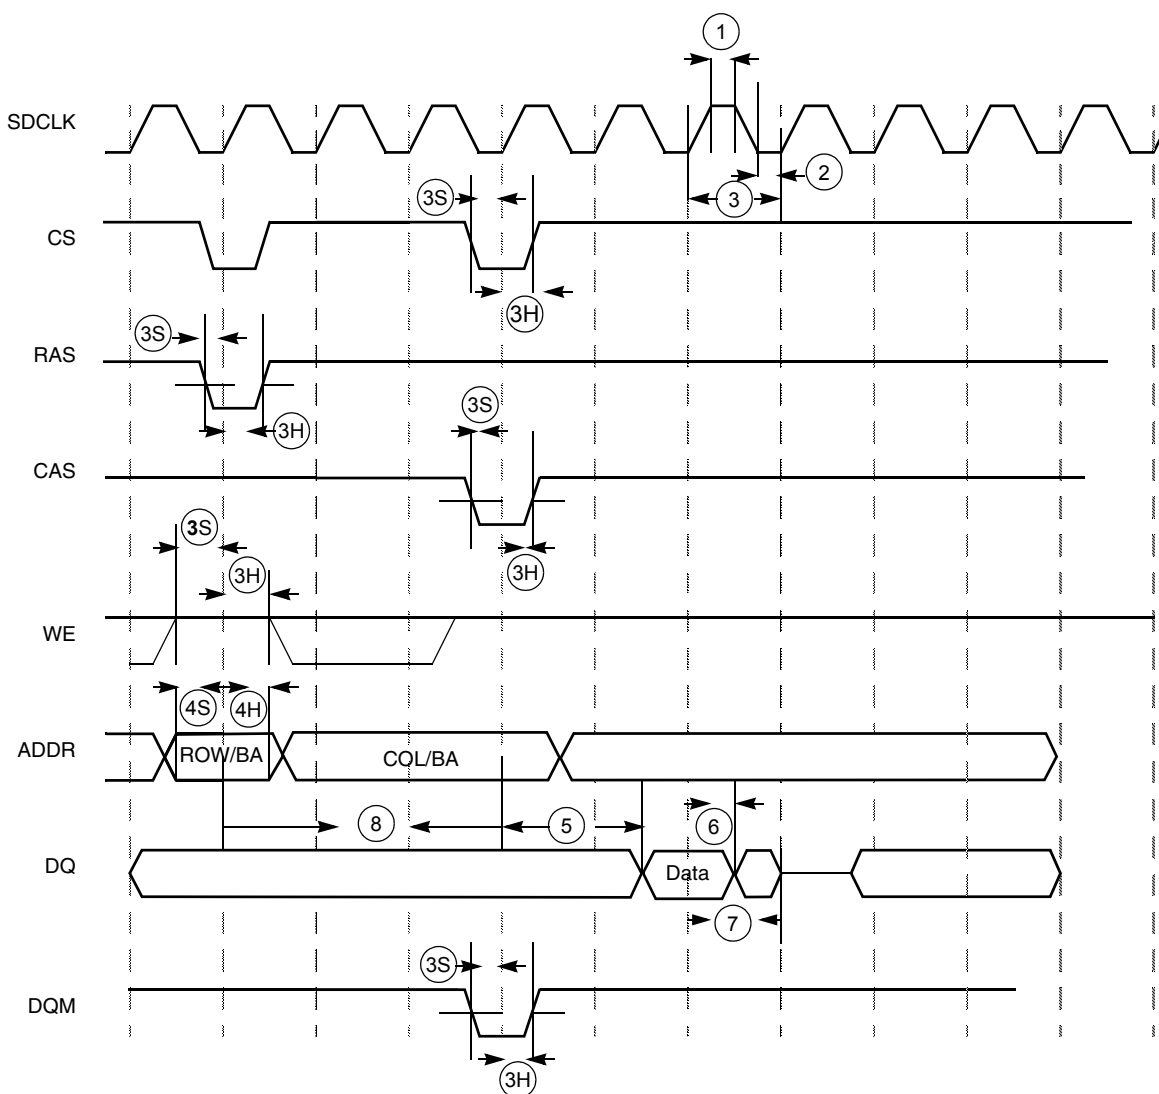 1
SDCLK
2
3S
3
CS
3H
3S
RAS
3S
3H
CAS
3S
3H
3H
WE
4S
4H
ADDR
ROW/BA
COL/BA
8
5
6
DQ
Data
7
3S
DQM
3H